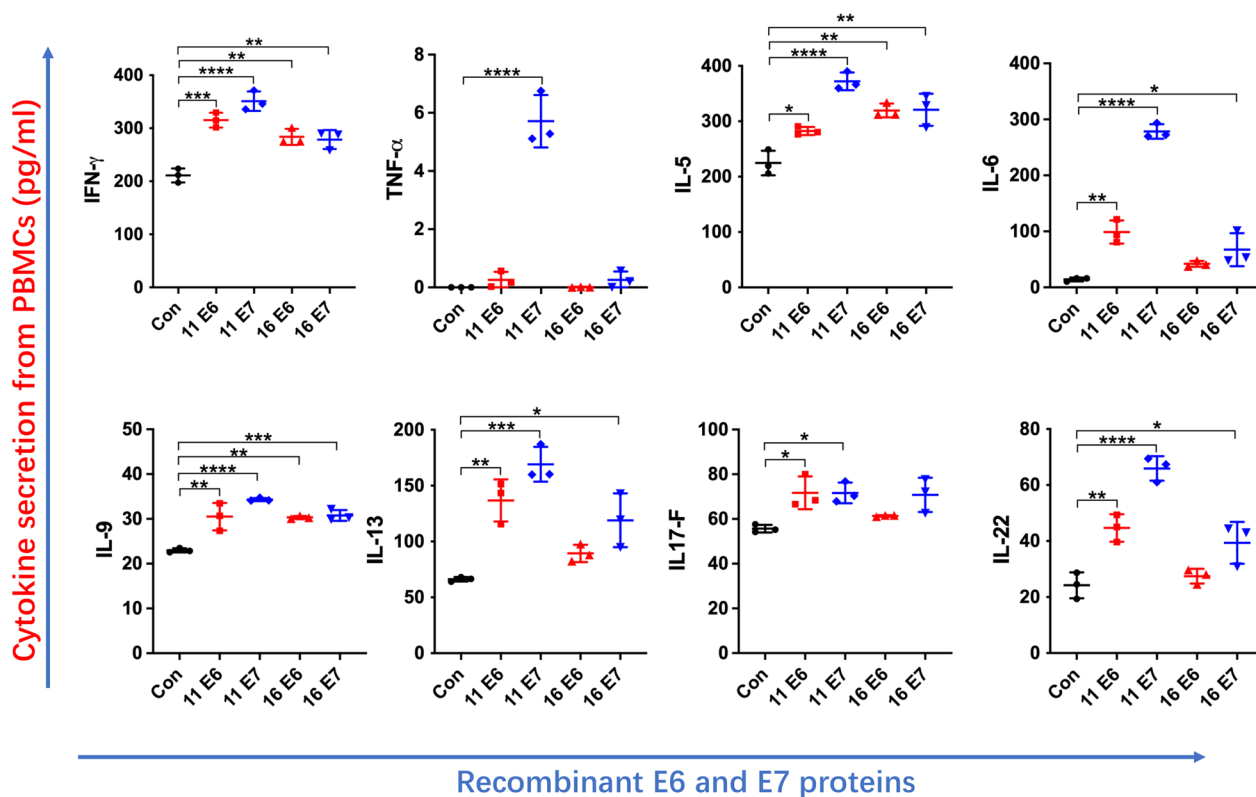 Cytokine secretion from PBMCs (pg/ml)
IFN-γ
400
300
200
100
0
**
**
****
***
Con
11 E6
11 E7
16 E6
16 E7
TNF-α
8
6
4
2
0
****
Con
11 E6
11 E7
16 E6
16 E7
IL-5
400
300
200
100
0
**
**
****
*
Con
11 E6
11 E7
16 E6
16 E7
IL-6
400
300
200
100
0
*
****
**
Con
11 E6
11 E7
16 E6
16 E7
IL-9
50
40
30
20
10
0
***
**
****
**
Con
11 E6
11 E7
16 E6
16 E7
IL-13
200
150
100
50
0
*
***
**
Con
11 E6
11 E7
16 E6
16 E7
IL17-F
100
80
60
40
20
0
*
*
Con
11 E6
11 E7
16 E6
16 E7
IL-22
80
60
40
20
0
*
****
**
Con
11 E6
11 E7
16 E6
16 E7
Recombinant E6 and E7 proteins